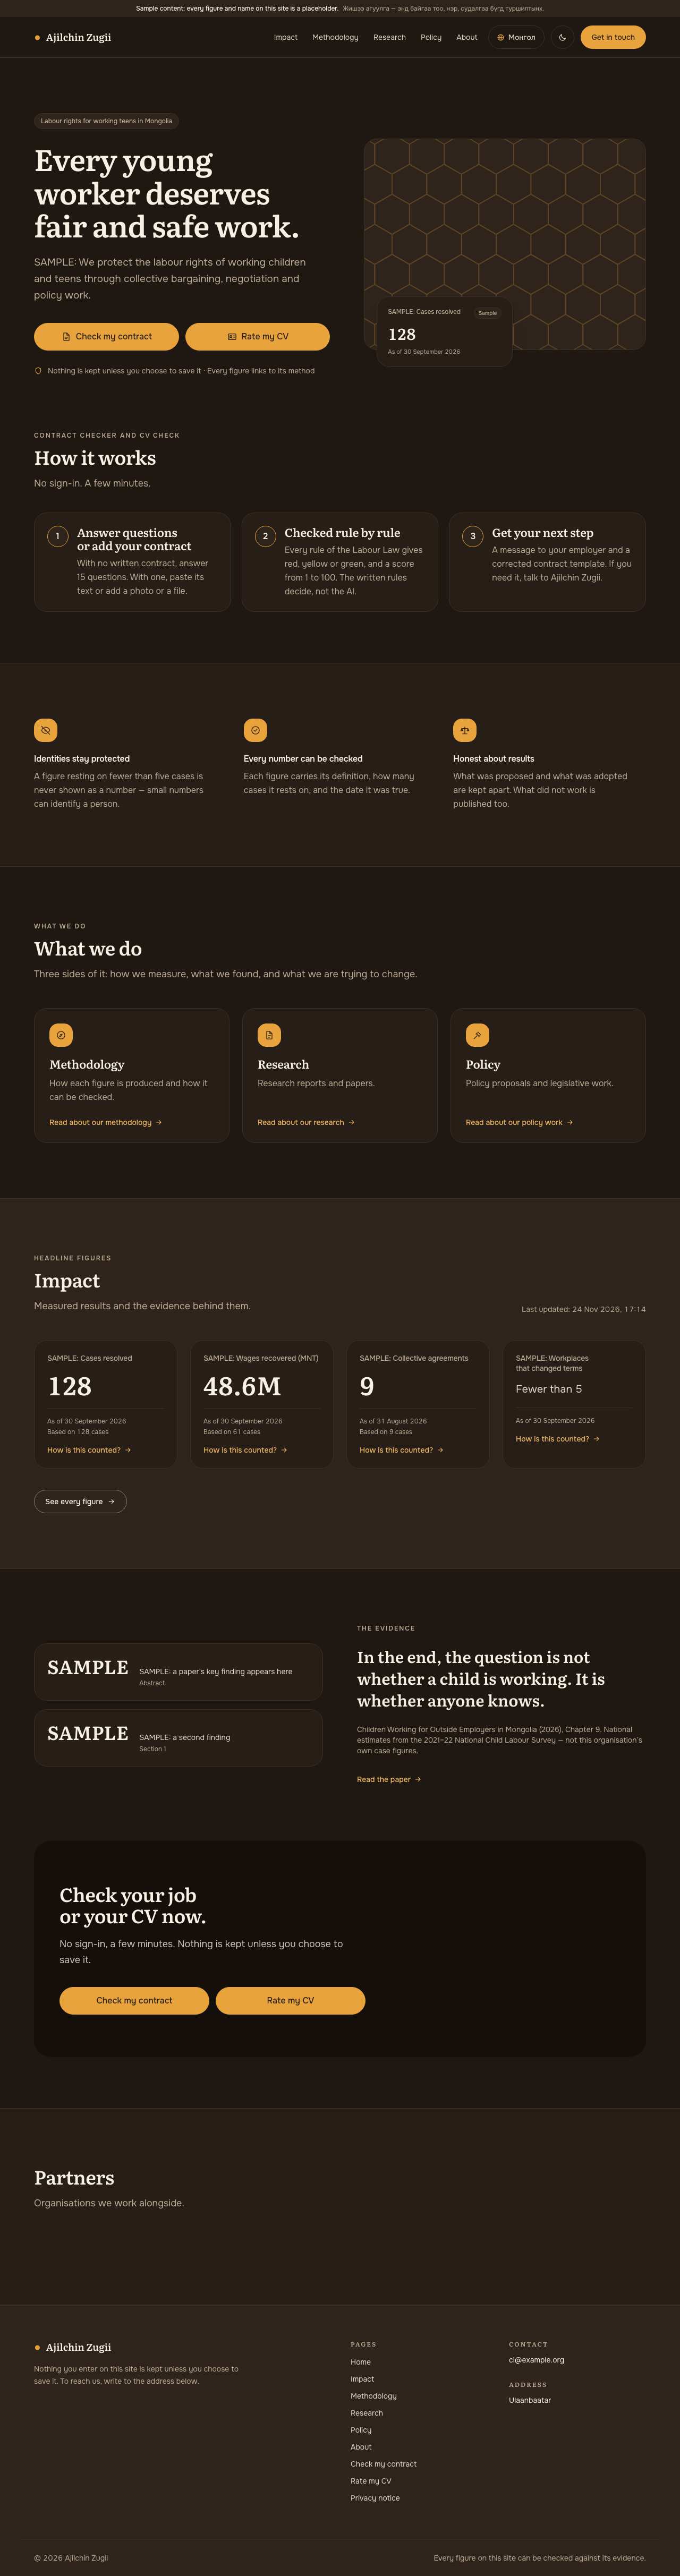 Sample content: every figure and name on this site is a placeholder. Жишээ агуулга — энд байгаа тоо, нэр, судалгаа бүгд туршилтынх.
Ajilchin Zugii
Impact
Methodology
Research
Policy
About
Монгол
Get in touch
Labour rights for working teens in Mongolia
Every young
worker deserves
fair and safe work.
SAMPLE: We protect the labour rights of working children
and teens through collective bargaining, negotiation and
policy work.
Check my contract
Rate my CV
Nothing is kept unless you choose to save it · Every figure links to its method
SAMPLE: Cases resolved
Sample
128
As of 30 September 2026
CONTRACT CHECKER AND CV CHECK
How it works
No sign-in. A few minutes.
1
Answer questions
or add your contract
With no written contract, answer
15 questions. With one, paste its
text or add a photo or a file.
2
Checked rule by rule
Every rule of the Labour Law gives
red, yellow or green, and a score
from 1 to 100. The written rules
decide, not the AI.
3
Get your next step
A message to your employer and a
corrected contract template. If you
need it, talk to Ajilchin Zugii.
Identities stay protected
A figure resting on fewer than five cases is
never shown as a number — small numbers
can identify a person.
Every number can be checked
Each figure carries its definition, how many
cases it rests on, and the date it was true.
Honest about results
What was proposed and what was adopted
are kept apart. What did not work is
published too.
WHAT WE DO
What we do
Three sides of it: how we measure, what we found, and what we are trying to change.
Methodology
How each figure is produced and how it
can be checked.
Read about our methodology →
Research
Research reports and papers.
Read about our research →
Policy
Policy proposals and legislative work.
Read about our policy work →
HEADLINE FIGURES
Impact
Measured results and the evidence behind them.
Last updated: 24 Nov 2026, 17:14
SAMPLE: Cases resolved
128
As of 30 September 2026
Based on 128 cases
How is this counted? →
SAMPLE: Wages recovered (MNT)
48.6M
As of 30 September 2026
Based on 61 cases
How is this counted? →
SAMPLE: Collective agreements
9
As of 31 August 2026
Based on 9 cases
How is this counted? →
SAMPLE: Workplaces
that changed terms
Fewer than 5
As of 30 September 2026
How is this counted? →
See every figure →
SAMPLE
SAMPLE: a paper's key finding appears here
Abstract
SAMPLE
SAMPLE: a second finding
Section 1
THE EVIDENCE
In the end, the question is not
whether a child is working. It is
whether anyone knows.
Children Working for Outside Employers in Mongolia (2026), Chapter 9. National
estimates from the 2021–22 National Child Labour Survey — not this organisation's
own case figures.
Read the paper →
Check your job
or your CV now.
No sign-in, a few minutes. Nothing is kept unless you choose to
save it.
Check my contract
Rate my CV
Partners
Organisations we work alongside.
Ajilchin Zugii
Nothing you enter on this site is kept unless you choose to
save it. To reach us, write to the address below.
PAGES
Home
Impact
Methodology
Research
Policy
About
Check my contract
Rate my CV
Privacy notice
CONTACT
ci@example.org
ADDRESS
Ulaanbaatar
© 2026 Ajilchin Zugii
Every figure on this site can be checked against its evidence.